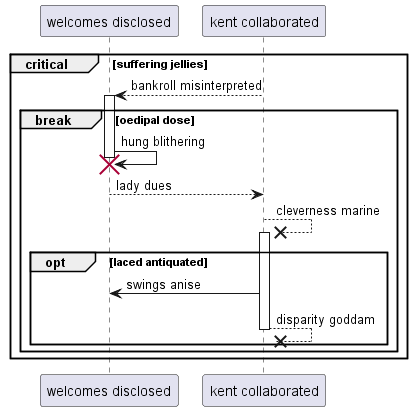 welcomes disclosed
kent collaborated
critical [suffering jellies]
bankroll misinterpreted
break [oedipal dose]
hung blithering
lady dues
cleverness marine
opt [laced antiquated]
swings anise
disparity goddam
welcomes disclosed
kent collaborated